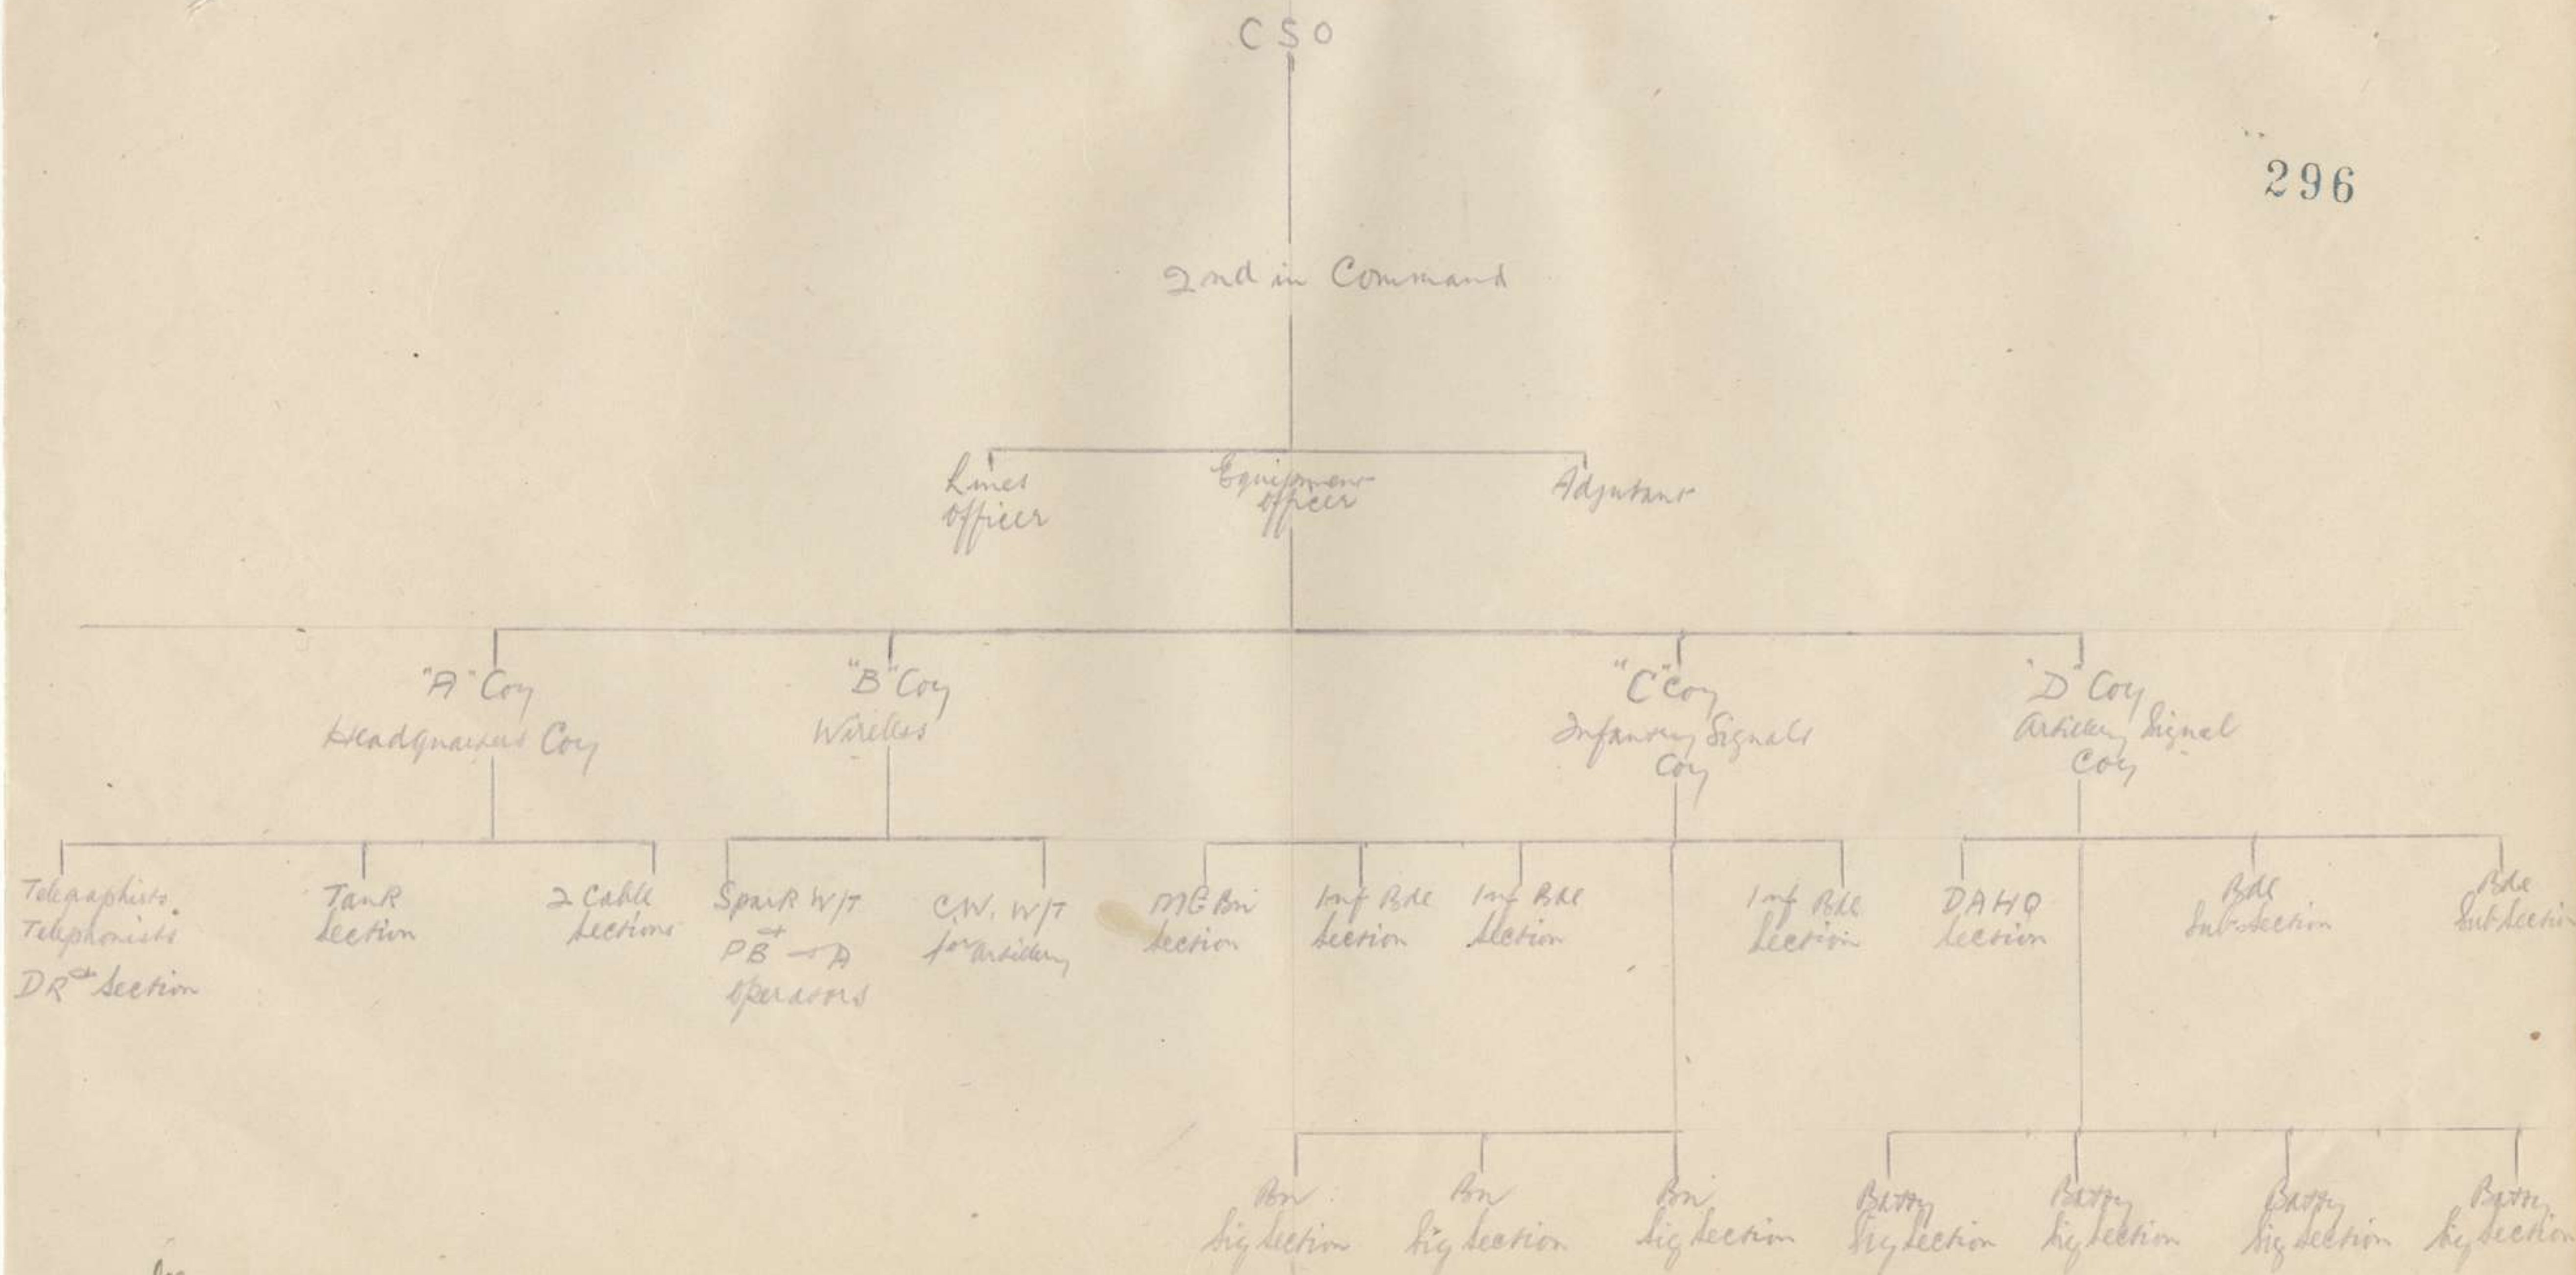 C S O
296
2nd in Command
Lines
Officer
Equipment
Officer
Adjutant
"A" Coy
Headquarters Coy
"B" Coy
Wireless
"C" Coy
Infantry Signals
Coy
"D" Coy
Artillery Signal
Coy
Telegraphists
Telephonists
DRs Section
Tank
Section
2 Cable
Sections
Spark W/T
PB → A
Operators
C.W. W/T
for Artillery
MG Bn
Section
Inf Bde
Section
Inf Bde
Section
Inf Bde
Section
DAHQ
Section
Bde
Sub-Section
Bde
Sub-Section
Bn
Sig Section
Bn
Sig Section
Bn
Sig Section
Batty
Sig Section
Batty
Sig Section
Batty
Sig Section
Batty
Sig Section